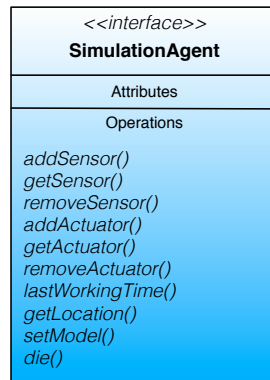 <<interface>>
SimulationAgent
Attributes
Operations
addSensor()
getSensor()
removeSensor()
addActuator()
getActuator()
removeActuator()
lastWorkingTime()
getLocation()
setModel()
die()